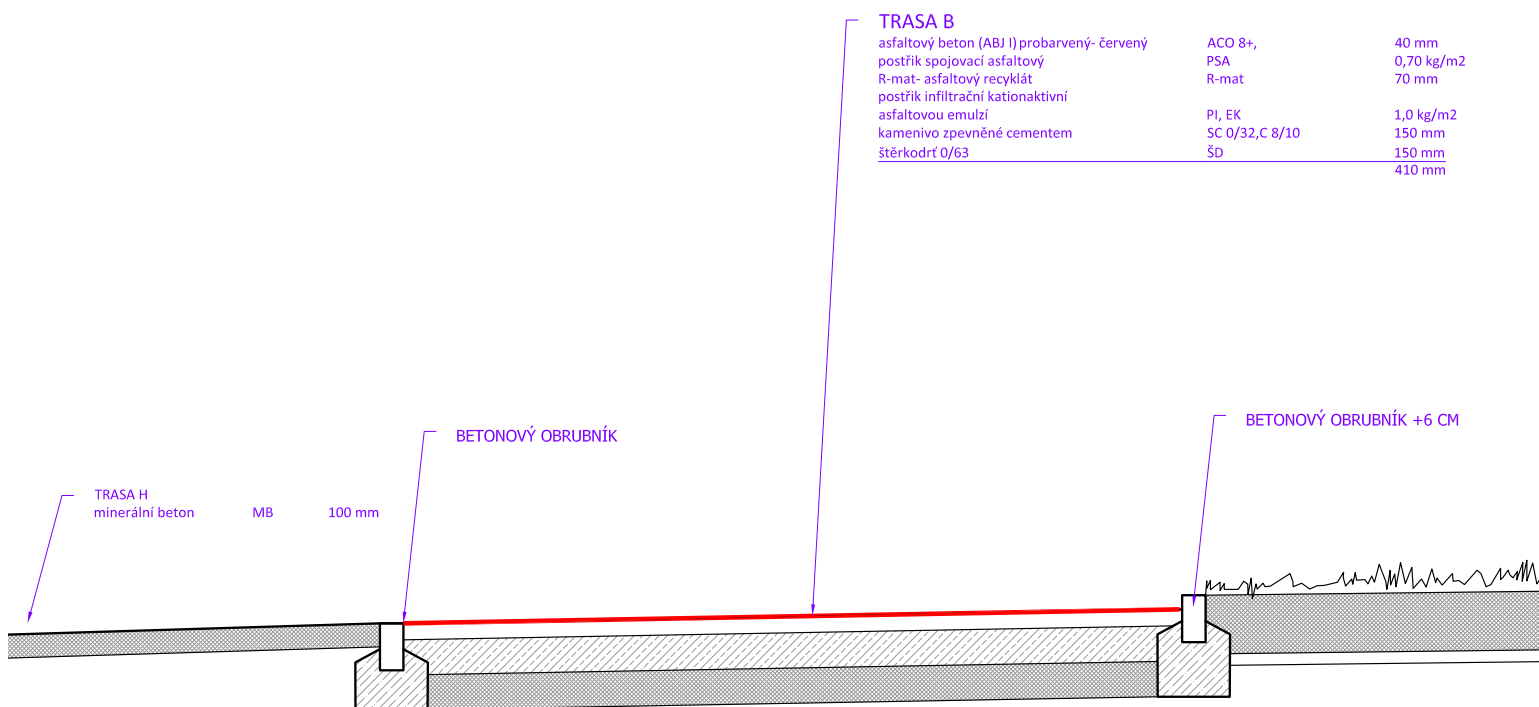 TRASA B
asfaltový beton (ABJ I) probarvený- červený ACO 8+, 40 mm
postřik spojovací asfaltový PSA 0,70 kg/m2
R-mat- asfaltový recyklát R-mat 70 mm
postřik infiltrační kationaktivní
asfaltovou emulzí PI, EK 1,0 kg/m2
kamenivo zpevněné cementem SC 0/32,C 8/10 150 mm
štěrkodrť 0/63 ŠD 150 mm
410 mm
BETONOVÝ OBRUBNÍK +6 CM
BETONOVÝ OBRUBNÍK
TRASA H
minerální beton MB 100 mm